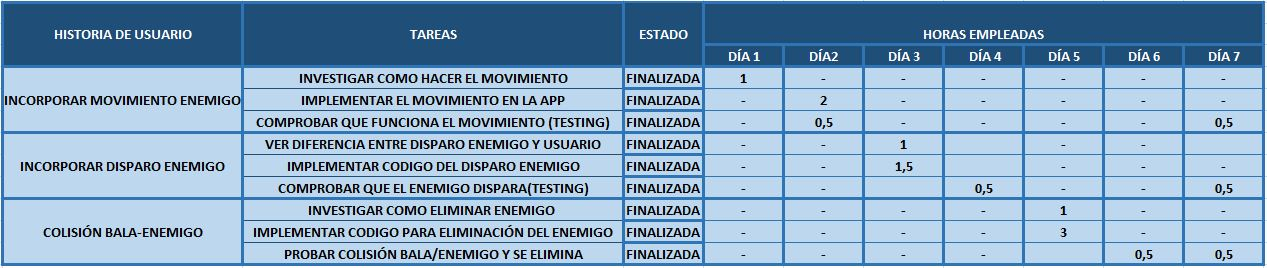 HISTORIA DE USUARIO TAREAS ESTADO HORAS EMPLEADAS
DÍA 1 DÍA2 DÍA 3 DÍA 4 DÍA 5 DÍA 6 DÍA 7
INVESTIGAR COMO HACER EL MOVIMIENTO FINALIZADA 1 - - - - - -
INCORPORAR MOVIMIENTO ENEMIGO IMPLEMENTAR EL MOVIMIENTO EN LA APP FINALIZADA - 2 - - - - -
COMPROBAR QUE FUNCIONA EL MOVIMIENTO (TESTING) FINALIZADA - 0,5 - - - - 0,5
VER DIFERENCIA ENTRE DISPARO ENEMIGO Y USUARIO FINALIZADA - - 1
INCORPORAR DISPARO ENEMIGO IMPLEMENTAR CODIGO DEL DISPARO ENEMIGO FINALIZADA - - 1,5 - - - -
COMPROBAR QUE EL ENEMIGO DISPARA(TESTING) FINALIZADA - - - 0,5 - - 0,5
INVESTIGAR COMO ELIMINAR ENEMIGO FINALIZADA - - - - 1 - -
COLISIÓN BALA-ENEMIGO IMPLEMENTAR CODIGO PARA ELIMINACIÓN DEL ENEMIGO FINALIZADA - - - - 3 - -
PROBAR COLISIÓN BALA/ENEMIGO Y SE ELIMINA FINALIZADA - - - - - 0,5 0,5